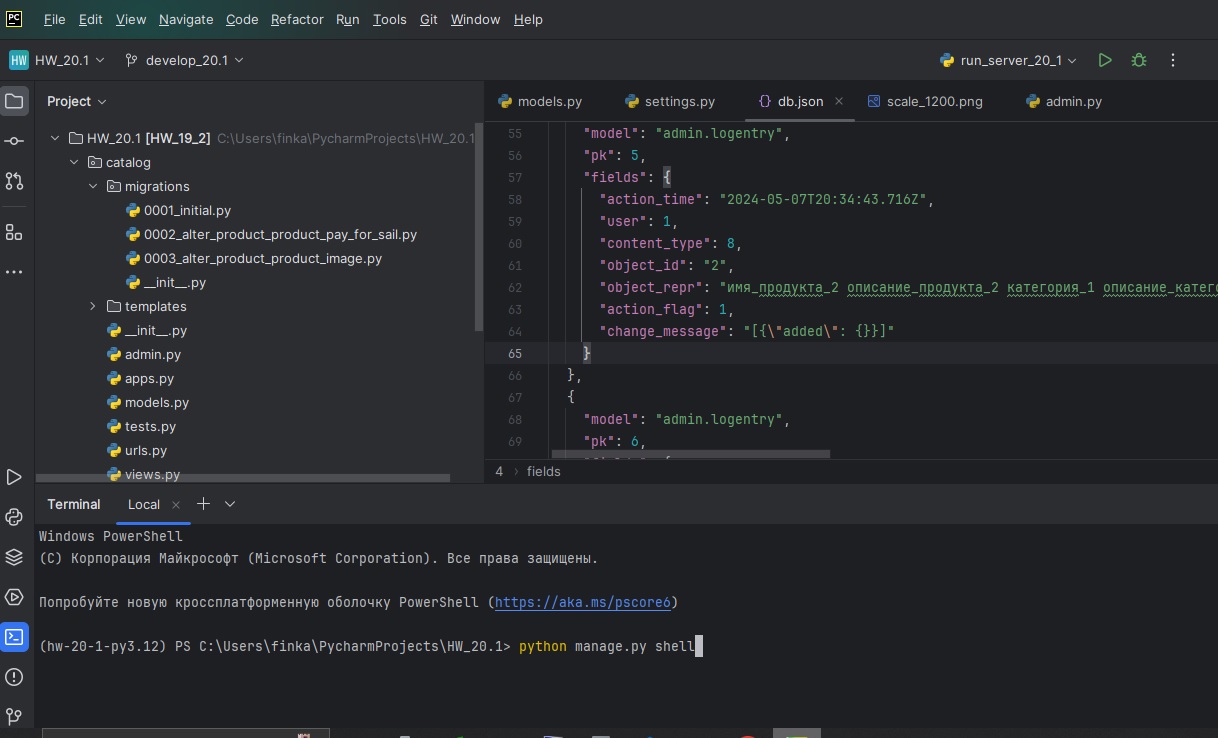 PC File Edit View Navigate Code Refactor Run Tools Git Window Help
HW HW_20.1 develop_20.1 run_server_20_1
Project
HW_20.1 [HW_19_2] C:\Users\finka\PycharmProjects\HW_20.1
catalog
migrations
0001_initial.py
0002_alter_product_product_pay_for_sail.py
0003_alter_product_product_image.py
__init__.py
templates
__init__.py
admin.py
apps.py
models.py
tests.py
urls.py
views.py
models.py settings.py {} db.json scale_1200.png admin.py
55 "model": "admin.logentry",
56 "pk": 5,
57 "fields": {
58 "action_time": "2024-05-07T20:34:43.716Z",
59 "user": 1,
60 "content_type": 8,
61 "object_id": "2",
62 "object_repr": "имя_продукта_2 описание_продукта_2 категория_1 описание_катего
63 "action_flag": 1,
64 "change_message": "[{\"added\": {}}]"
65 }
66 },
67 {
68 "model": "admin.logentry",
69 "pk": 6,
4 › fields
Terminal Local
Windows PowerShell
(C) Корпорация Майкрософт (Microsoft Corporation). Все права защищены.
Попробуйте новую кроссплатформенную оболочку PowerShell (https://aka.ms/pscore6)
(hw-20-1-py3.12) PS C:\Users\finka\PycharmProjects\HW_20.1> python manage.py shell